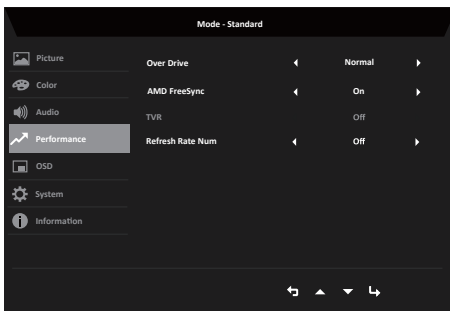 Mode - Standard
Picture
Color
Audio
Performance
OSD
System
Information
Over Drive Normal
AMD FreeSync On
TVR Off
Refresh Rate Num Off